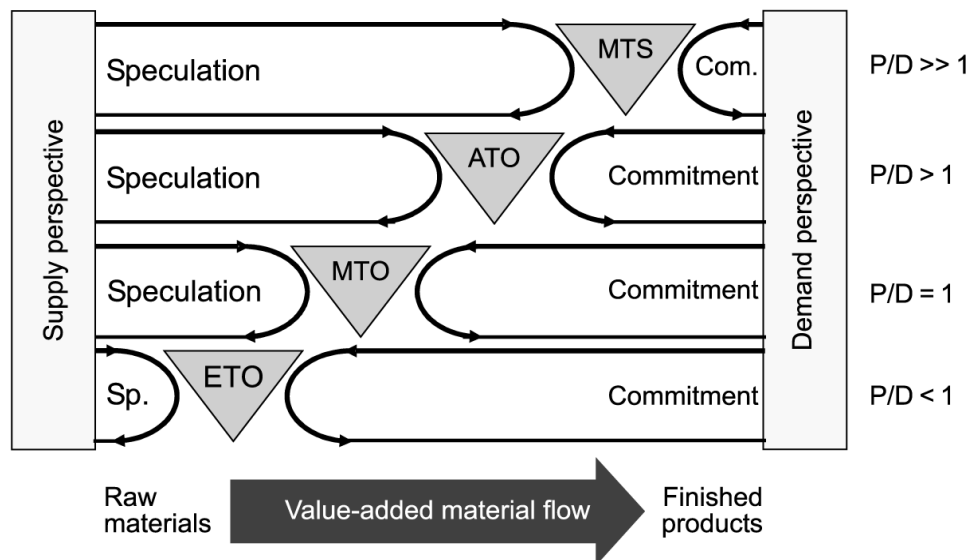 Supply perspective
Speculation
MTS
Com.
P/D >> 1
Speculation
ATO
Commitment
P/D > 1
Speculation
MTO
Commitment
P/D = 1
Sp.
ETO
Commitment
P/D < 1
Demand perspective
Raw
materials
Value-added material flow
Finished
products